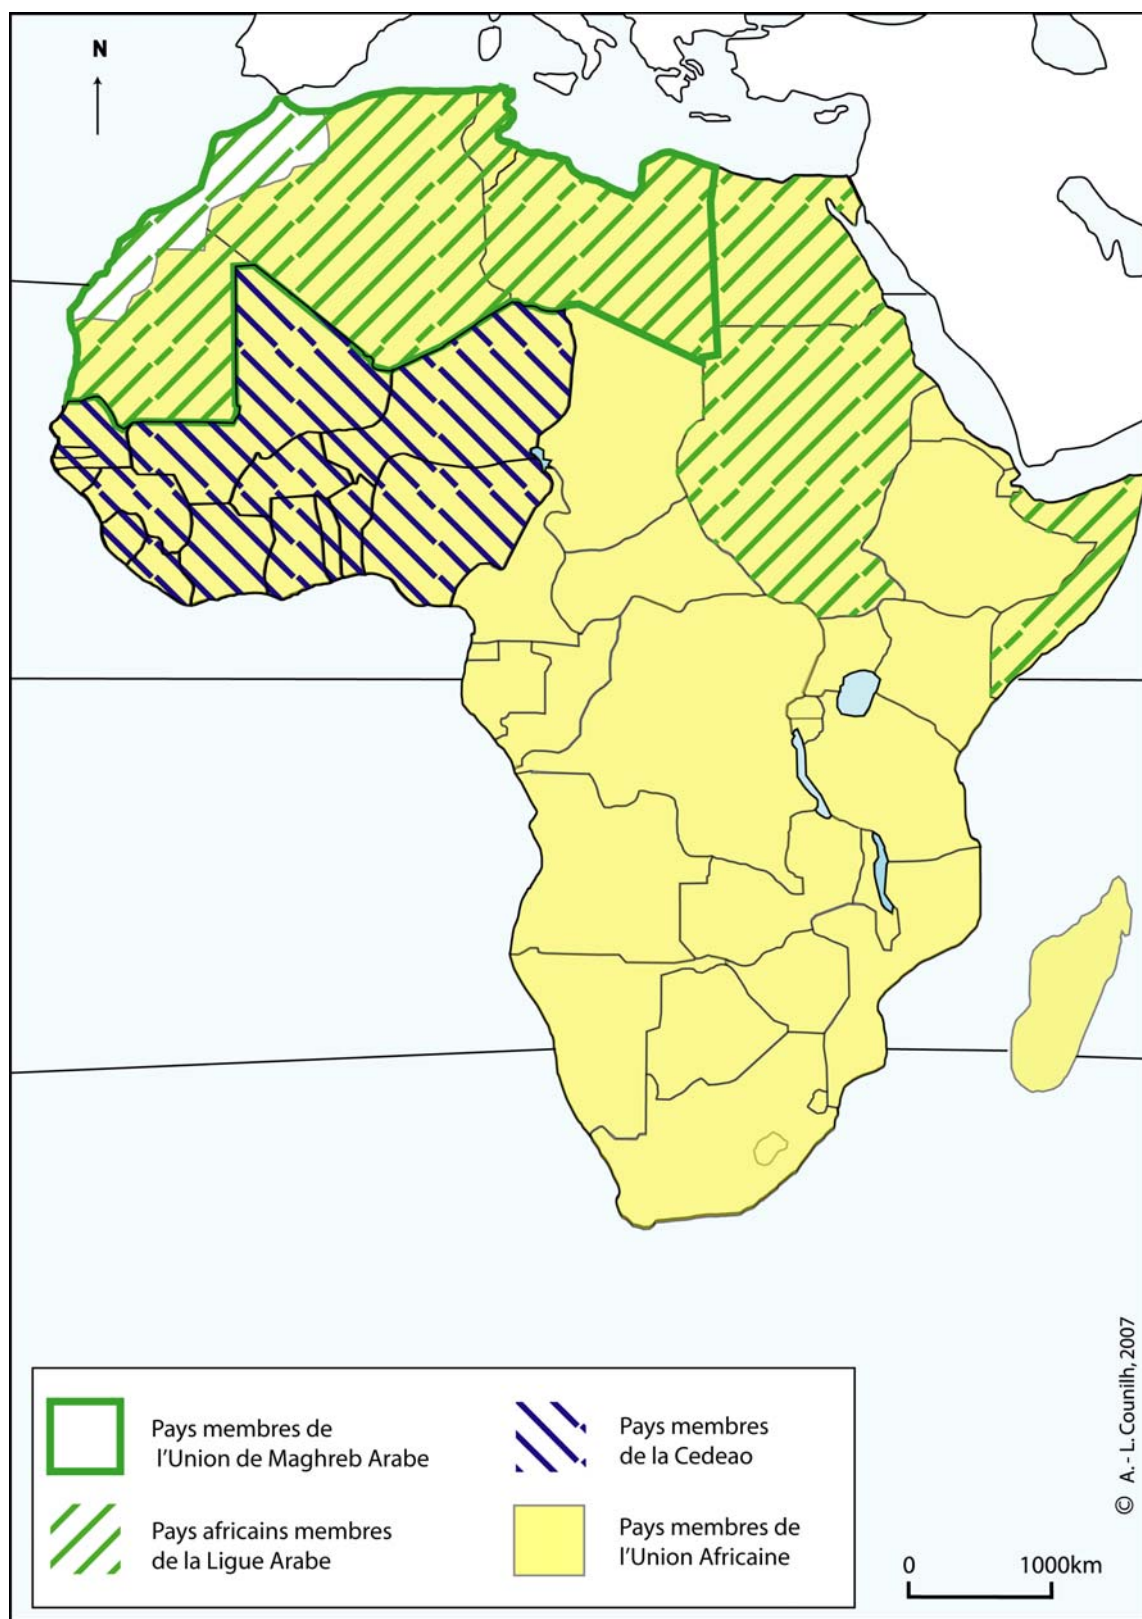 N
Pays membres de
l'Union de Maghreb Arabe
Pays africains membres
de la Ligue Arabe
Pays membres
de la Cedeao
Pays membres de
l'Union Africaine
0 1000km
© A. - L. Counilh, 2007